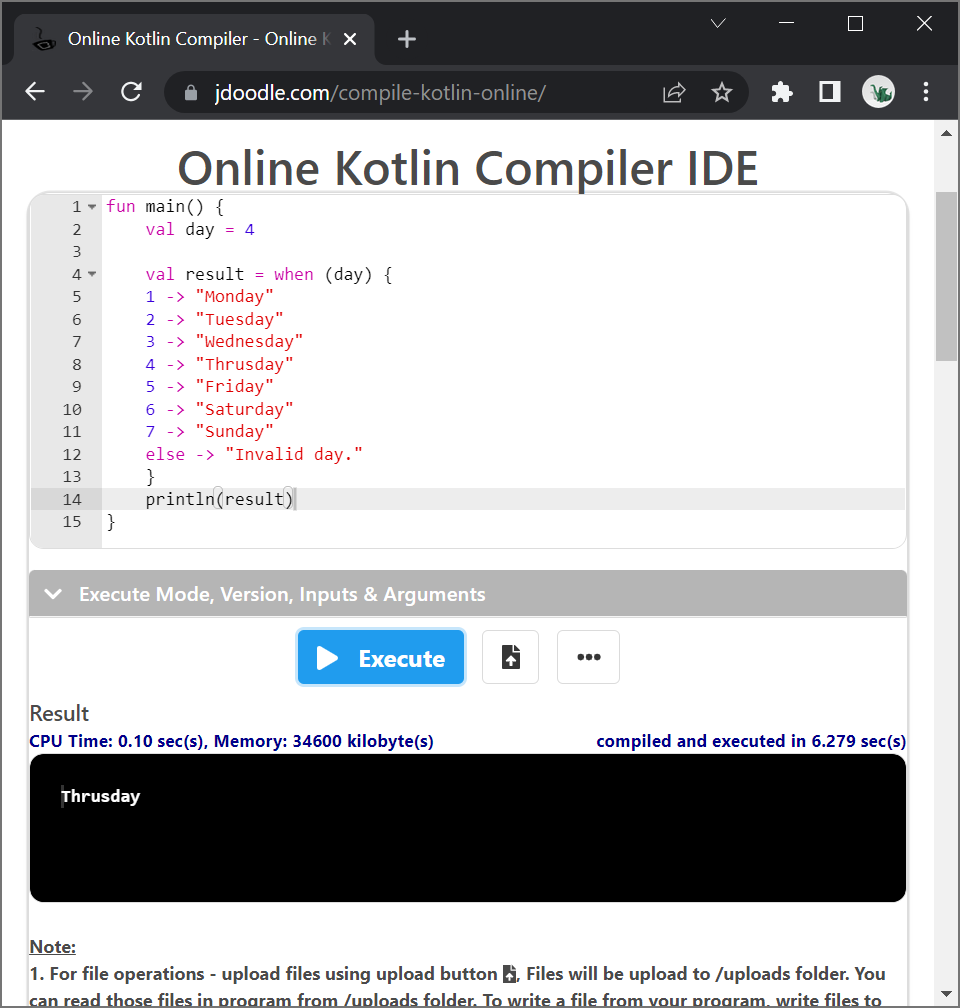 Online Kotlin Compiler - Online K
jdoodle.com/compile-kotlin-online/
Online Kotlin Compiler IDE
1 fun main() {
2     val day = 4
3
4     val result = when (day) {
5     1 -> "Monday"
6     2 -> "Tuesday"
7     3 -> "Wednesday"
8     4 -> "Thrusday"
9     5 -> "Friday"
10     6 -> "Saturday"
11     7 -> "Sunday"
12     else -> "Invalid day."
13     }
14     println(result)
15 }
Execute Mode, Version, Inputs & Arguments
Execute
Result
CPU Time: 0.10 sec(s), Memory: 34600 kilobyte(s) compiled and executed in 6.279 sec(s)
Thrusday
Note:
1. For file operations - upload files using upload button , Files will be upload to /uploads folder. You
can read those files in program from /uploads folder. To write a file from your program, write files to